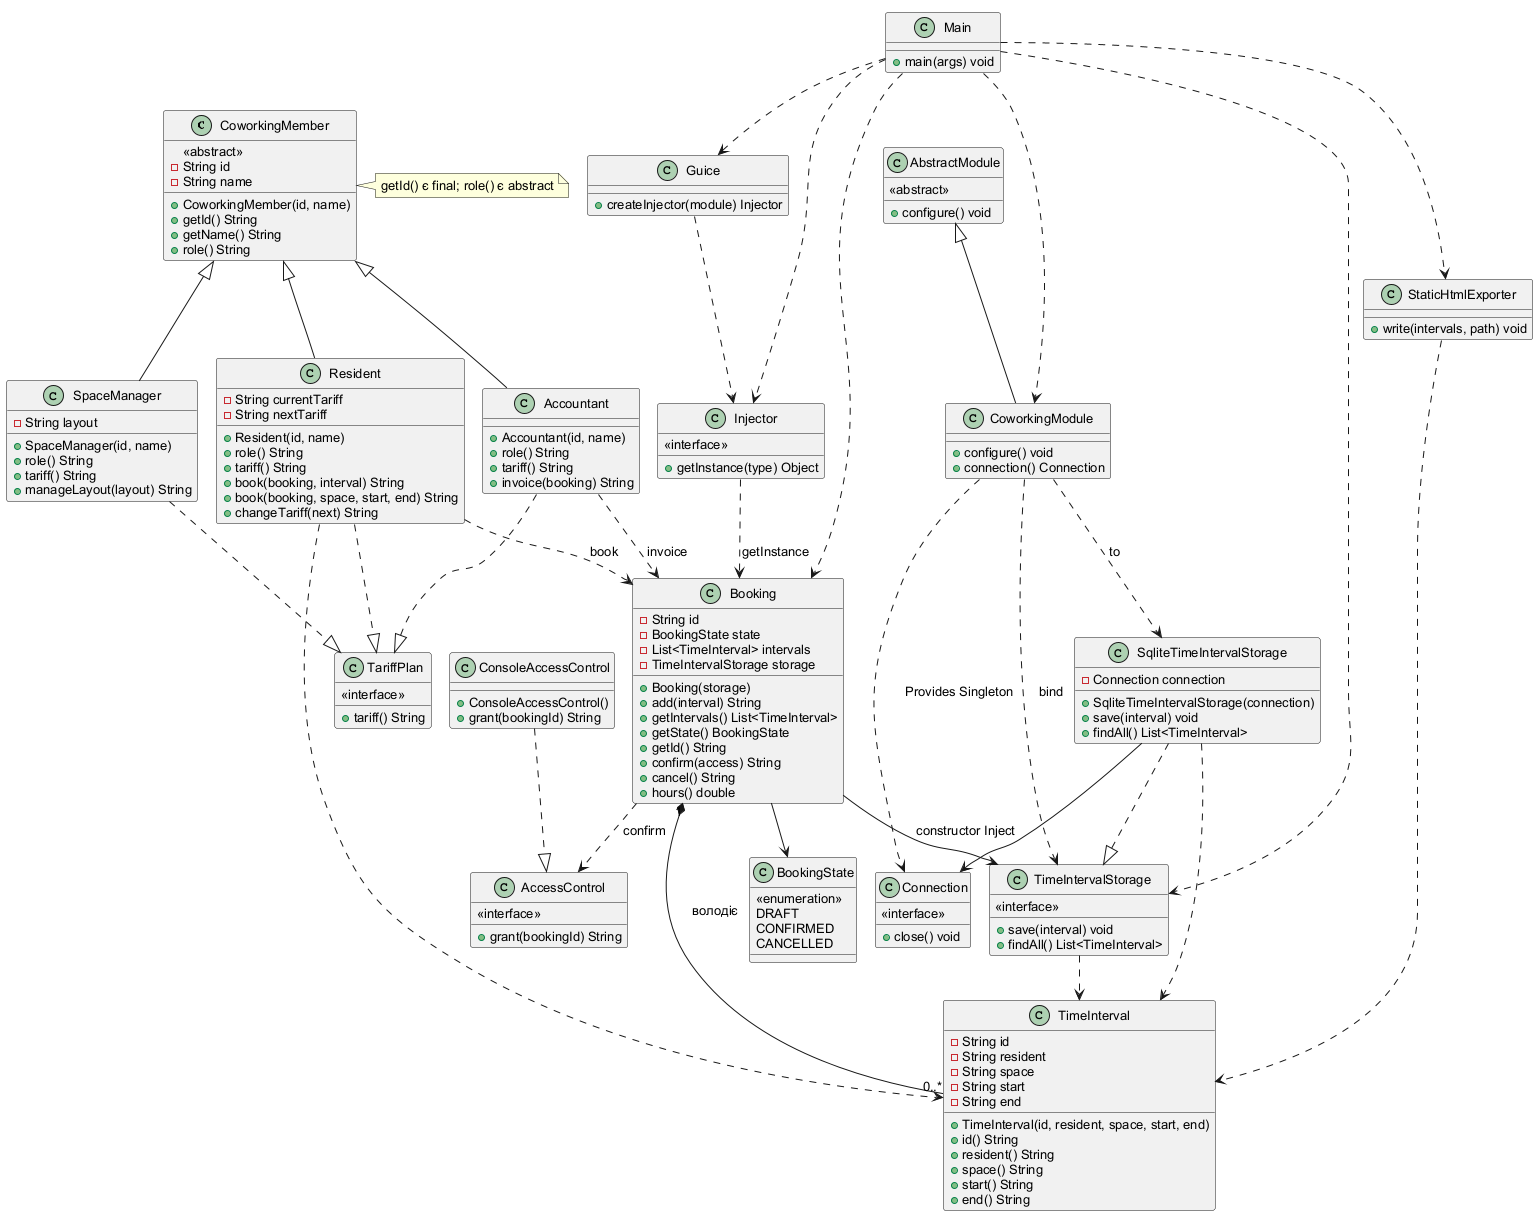 Main
+ main(args) void
CoworkingMember
«abstract»
String id
String name
CoworkingMember(id, name)
getId() String
getName() String
role() String
getId() є final; role() є abstract
Guice
createInjector(module) Injector
AbstractModule
«abstract»
configure() void
StaticHtmlExporter
write(intervals, path) void
SpaceManager
String layout
SpaceManager(id, name)
role() String
tariff() String
manageLayout(layout) String
Resident
String currentTariff
String nextTariff
Resident(id, name)
role() String
tariff() String
book(booking, interval) String
book(booking, space, start, end) String
changeTariff(next) String
Accountant
Accountant(id, name)
role() String
tariff() String
invoice(booking) String
Injector
«interface»
getInstance(type) Object
CoworkingModule
configure() void
connection() Connection
book
invoice
getInstance
to
TariffPlan
«interface»
tariff() String
ConsoleAccessControl
ConsoleAccessControl()
grant(bookingId) String
Booking
String id
BookingState state
List<TimeInterval> intervals
TimeIntervalStorage storage
Booking(storage)
add(interval) String
getIntervals() List<TimeInterval>
getState() BookingState
getId() String
confirm(access) String
cancel() String
hours() double
Provides Singleton
bind
SqliteTimeIntervalStorage
Connection connection
SqliteTimeIntervalStorage(connection)
save(interval) void
findAll() List<TimeInterval>
confirm
constructor Inject
AccessControl
«interface»
grant(bookingId) String
володіє
BookingState
«enumeration»
DRAFT
CONFIRMED
CANCELLED
Connection
«interface»
close() void
TimeIntervalStorage
«interface»
save(interval) void
findAll() List<TimeInterval>
0..*
TimeInterval
String id
String resident
String space
String start
String end
TimeInterval(id, resident, space, start, end)
id() String
resident() String
space() String
start() String
end() String